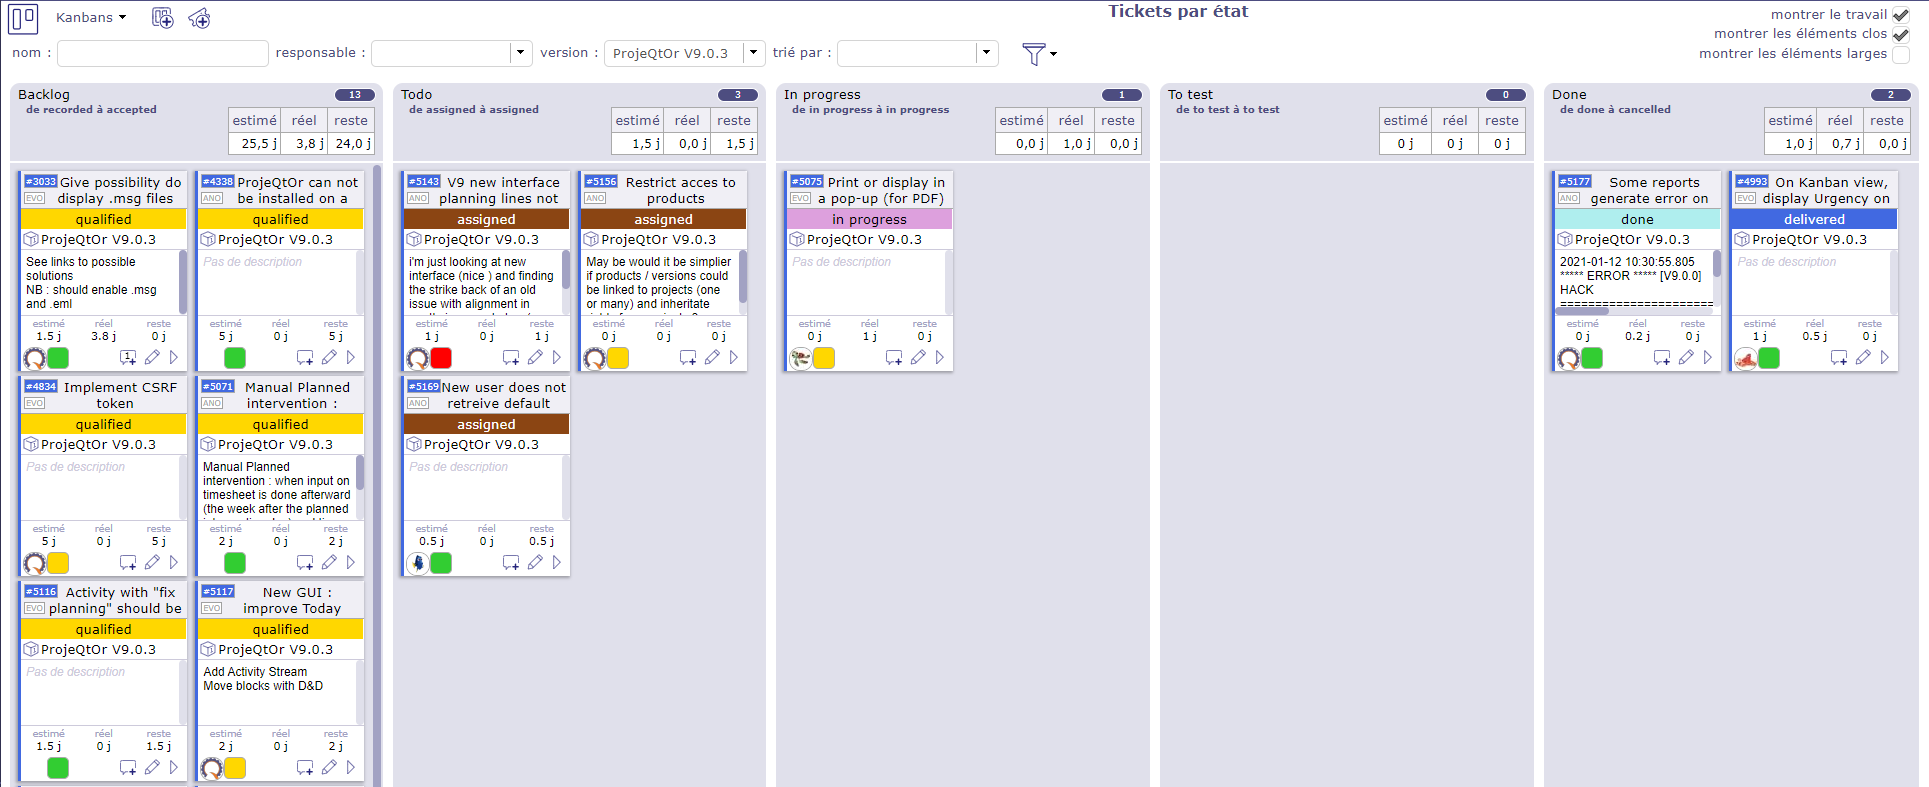 Kanbans
Tickets par état
montrer le travail
montrer les éléments clos
montrer les éléments larges
nom :
responsable :
version : ProjeQtOr V9.0.3
trié par :
Backlog 13
de recorded à accepted
estimé réel reste
25,5 j 3,8 j 24,0 j
#3033 Give possibility do
EVO display .msg files
qualified
ProjeQtOr V9.0.3
See links to possible
solutions
NB : should enable .msg
and .eml
estimé réel reste
1.5 j 3.8 j 0 j
1
#4338 ProjeQtOr can not
ANO be installed on a
qualified
ProjeQtOr V9.0.3
Pas de description
estimé réel reste
5 j 0 j 5 j
#4834 Implement CSRF
EVO token
qualified
ProjeQtOr V9.0.3
Pas de description
estimé réel reste
5 j 0 j 5 j
#5071 Manual Planned
ANO intervention :
qualified
ProjeQtOr V9.0.3
Manual Planned
intervention : when input on
timesheet is done afterward
(the week after the planned
estimé réel reste
2 j 0 j 2 j
#5116 Activity with "fix
EVO planning" should be
qualified
ProjeQtOr V9.0.3
Pas de description
estimé réel reste
1.5 j 0 j 1.5 j
#5117 New GUI :
EVO improve Today
qualified
ProjeQtOr V9.0.3
Add Activity Stream
Move blocks with D&D
estimé réel reste
2 j 0 j 2 j
Todo 3
de assigned à assigned
estimé réel reste
1,5 j 0,0 j 1,5 j
#5143 V9 new interface
ANO planning lines not
assigned
ProjeQtOr V9.0.3
i'm just looking at new
interface (nice ) and finding
the strike back of an old
issue with alignment in
estimé réel reste
1 j 0 j 1 j
#5156 Restrict acces to
ANO products
assigned
ProjeQtOr V9.0.3
May be would it be simplier
if products / versions could
be linked to projects (one
or many) and inheritate
estimé réel reste
0 j 0 j 0 j
#5169 New user does not
ANO retreive default
assigned
ProjeQtOr V9.0.3
Pas de description
estimé réel reste
0.5 j 0 j 0.5 j
In progress 1
de in progress à in progress
estimé réel reste
0,0 j 1,0 j 0,0 j
#5075 Print or display in
EVO a pop-up (for PDF)
in progress
ProjeQtOr V9.0.3
Pas de description
estimé réel reste
0 j 1 j 0 j
To test 0
de to test à to test
estimé réel reste
0 j 0 j 0 j
Done 2
de done à cancelled
estimé réel reste
1,0 j 0,7 j 0,0 j
#5177 Some reports
ANO generate error on
done
ProjeQtOr V9.0.3
2021-01-12 10:30:55.805
***** ERROR ***** [V9.0.0]
HACK
======================
estimé réel reste
0 j 0.2 j 0 j
#4993 On Kanban view,
EVO display Urgency on
delivered
ProjeQtOr V9.0.3
Pas de description
estimé réel reste
1 j 0.5 j 0 j